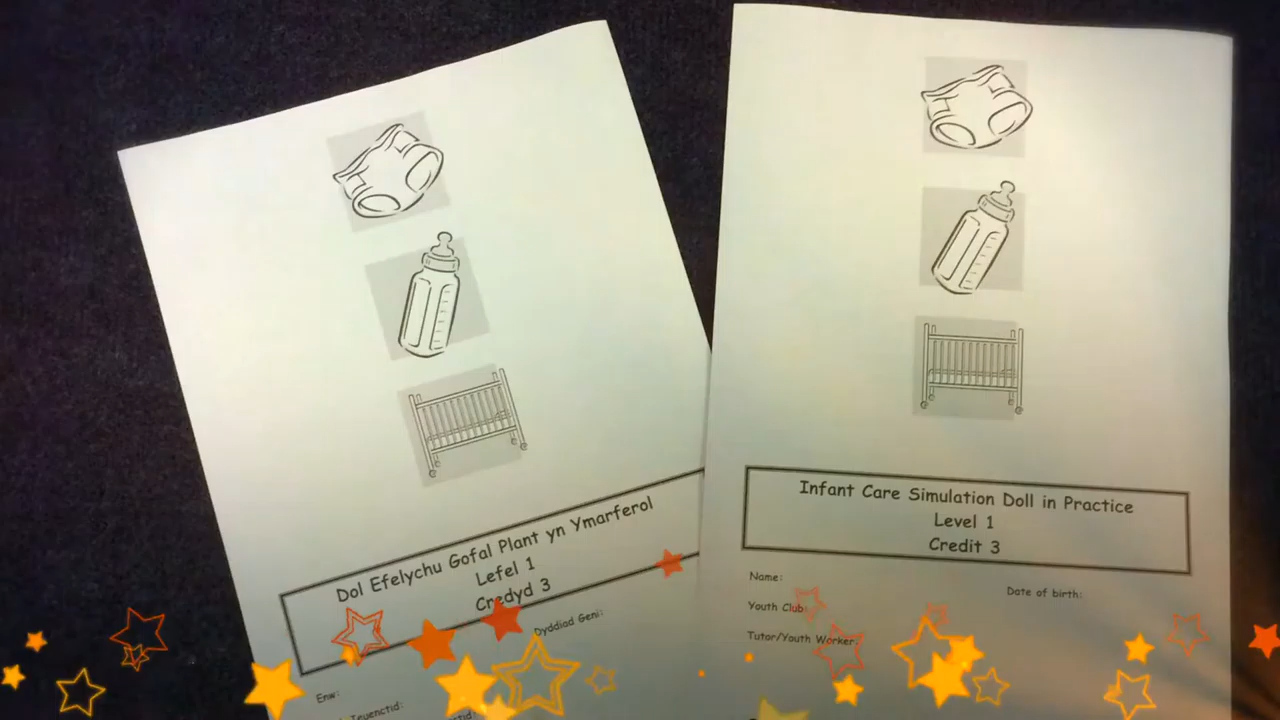 Dol Efelychu Gofal Plant yn Ymarferol
Lefel 1
Credyd 3
Dyddiad Geni:
Enw:
Ieuenctid:
Infant Care Simulation Doll in Practice
Level 1
Credit 3
Name:
Date of birth:
Youth Club:
Tutor/Youth Worker: